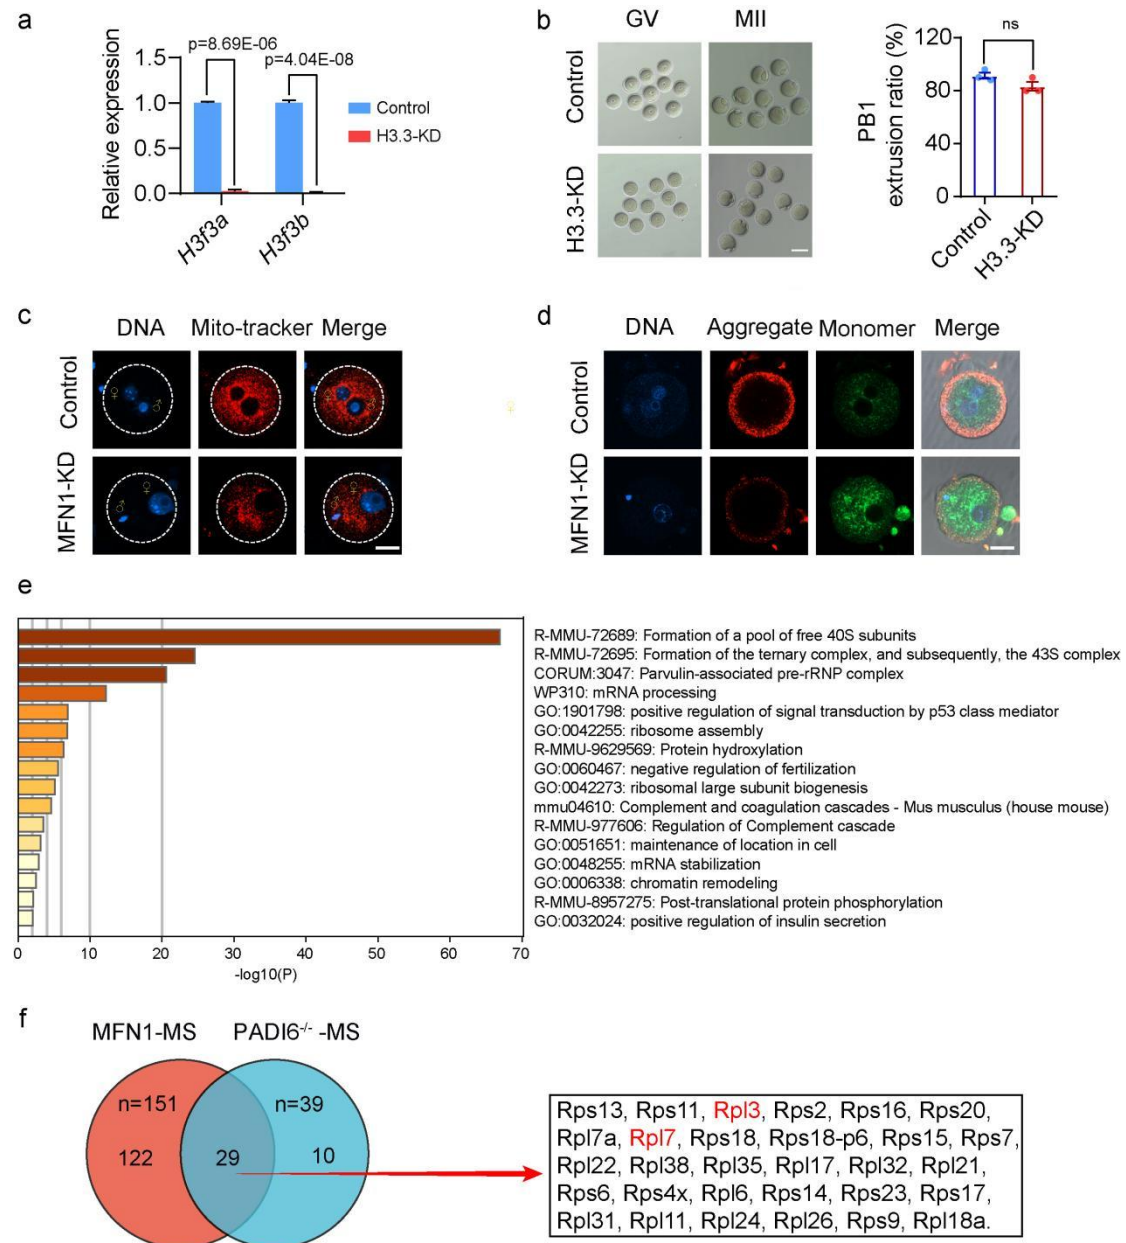 a
p=8.69E-06
p=4.04E-08
Relative expression
1.5
1.0
0.5
0.0
H3f3a
H3f3b
Control
H3.3-KD
b
GV
MII
Control
H3.3-KD
ns
PB1
extrusion ratio (%)
120
80
40
0
Control
H3.3-KD
c
DNA
Mito-tracker
Merge
Control
MFN1-KD
♀
♂
♀
♂
♀
♂
♂
♀
♀
d
DNA
Aggregate
Monomer
Merge
Control
MFN1-KD
e
R-MMU-72689: Formation of a pool of free 40S subunits
R-MMU-72695: Formation of the ternary complex, and subsequently, the 43S complex
CORUM:3047: Parvulin-associated pre-rRNP complex
WP310: mRNA processing
GO:1901798: positive regulation of signal transduction by p53 class mediator
GO:0042255: ribosome assembly
R-MMU-9629569: Protein hydroxylation
GO:0060467: negative regulation of fertilization
GO:0042273: ribosomal large subunit biogenesis
mmu04610: Complement and coagulation cascades - Mus musculus (house mouse)
R-MMU-977606: Regulation of Complement cascade
GO:0051651: maintenance of location in cell
GO:0048255: mRNA stabilization
GO:0006338: chromatin remodeling
R-MMU-8957275: Post-translational protein phosphorylation
GO:0032024: positive regulation of insulin secretion
0 10 20 30 40 50 60 70
-log10(P)
f
MFN1-MS
PADI6-/- -MS
n=151
n=39
122
29
10
Rps13, Rps11, Rpl3, Rps2, Rps16, Rps20,
Rpl7a, Rpl7, Rps18, Rps18-p6, Rps15, Rps7,
Rpl22, Rpl38, Rpl35, Rpl17, Rpl32, Rpl21,
Rps6, Rps4x, Rpl6, Rps14, Rps23, Rps17,
Rpl31, Rpl11, Rpl24, Rpl26, Rps9, Rpl18a.